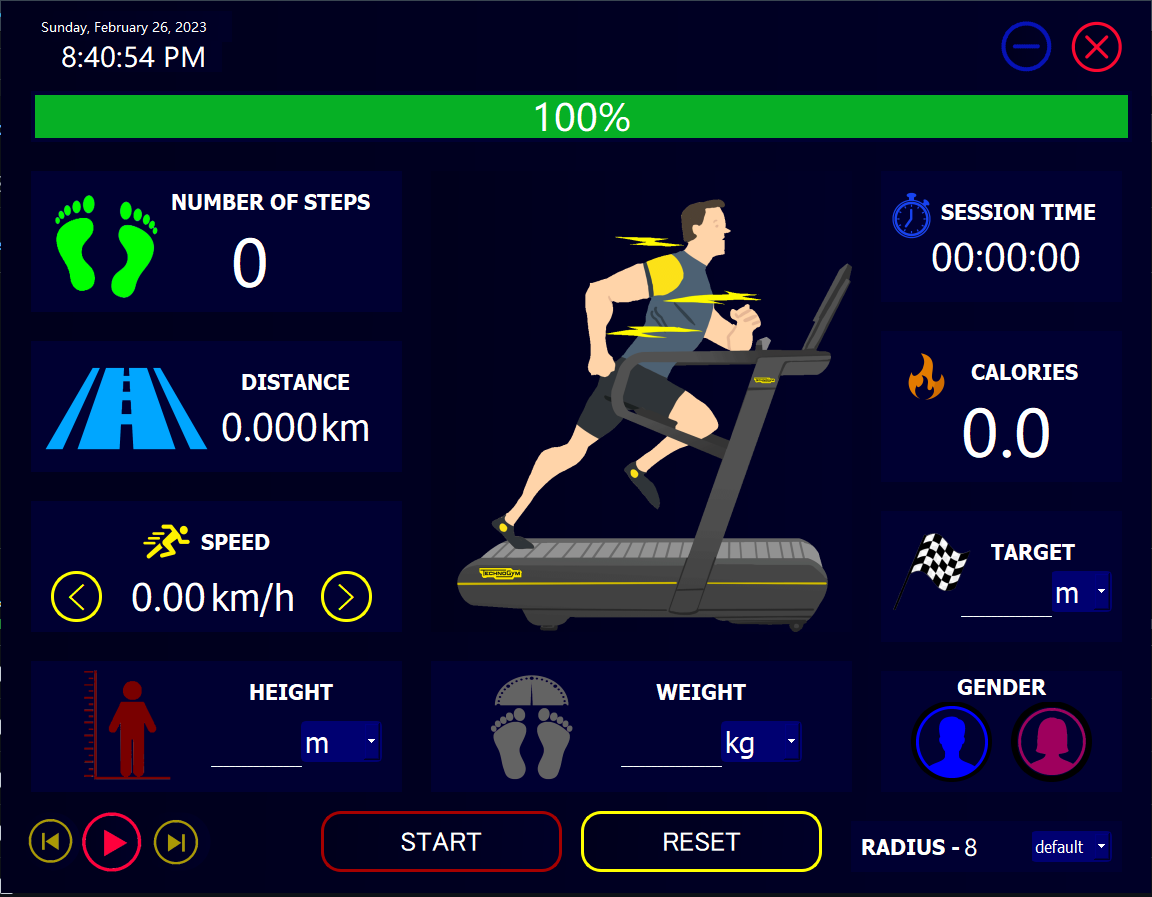 Sunday, February 26, 2023
8:40:54 PM
100%
NUMBER OF STEPS
0
SESSION TIME
00:00:00
DISTANCE
0.000 km
CALORIES
0.0
SPEED
0.00 km/h
TARGET
m
TECHNOGYM
HEIGHT
m
WEIGHT
kg
GENDER
START
RESET
RADIUS - 8
default